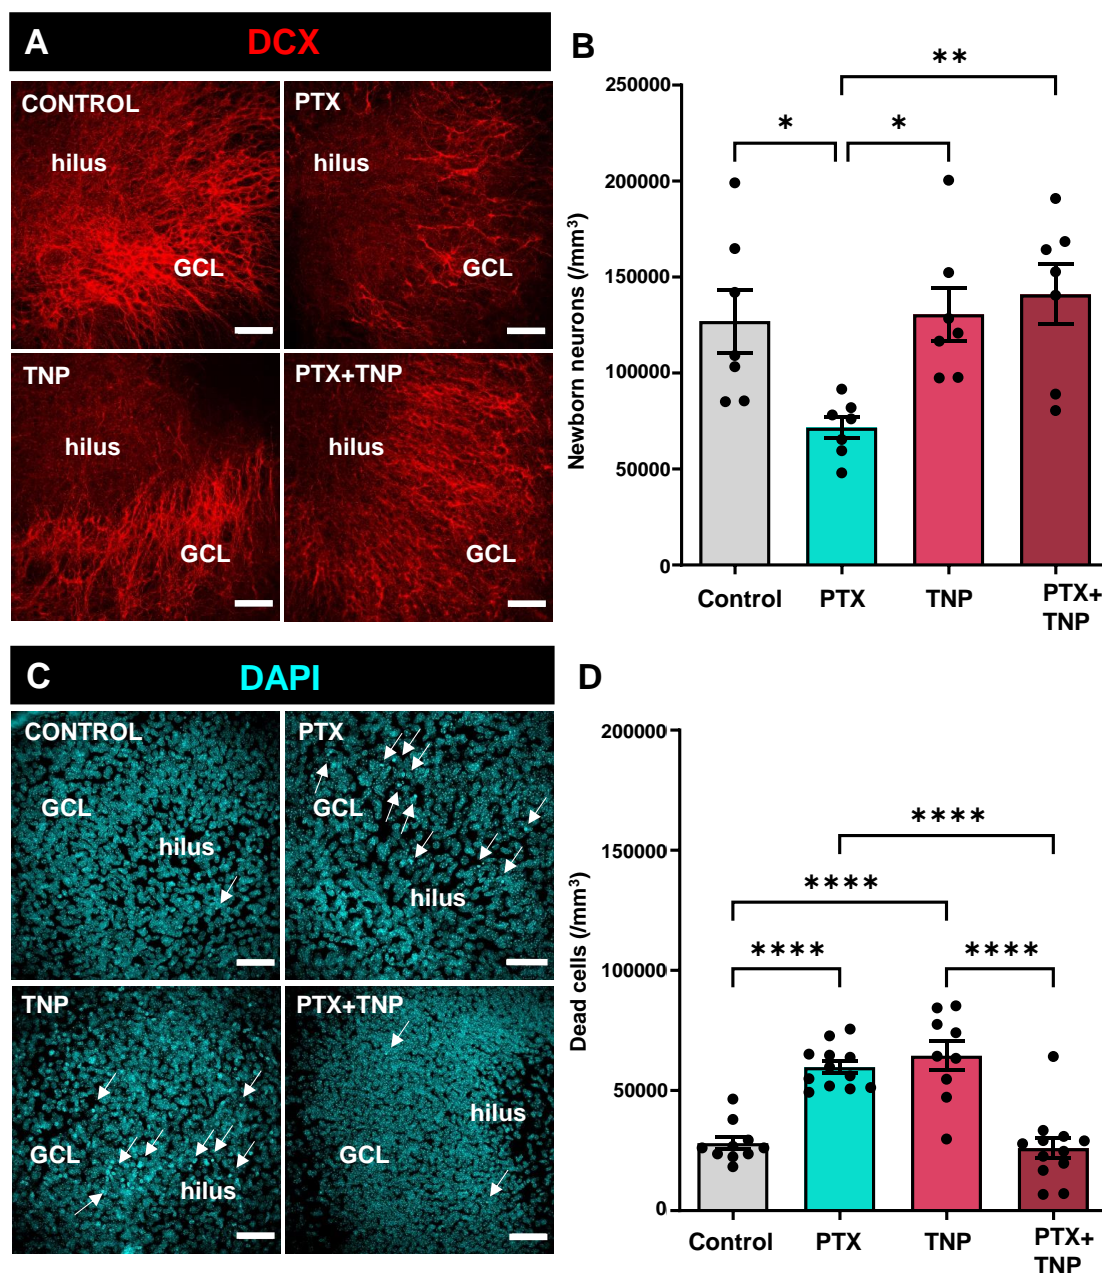 A
DCX
CONTROL
hilus
GCL
PTX
hilus
GCL
TNP
hilus
GCL
PTX+TNP
hilus
GCL
B
Newborn neurons (/mm³)
250000
200000
150000
100000
50000
0
**
*
*
Control
PTX
TNP
PTX+
TNP
C
DAPI
CONTROL
GCL
hilus
PTX
GCL
hilus
TNP
GCL
hilus
PTX+TNP
hilus
GCL
D
Dead cells (/mm³)
200000
150000
100000
50000
0
****
****
****
****
Control
PTX
TNP
PTX+
TNP